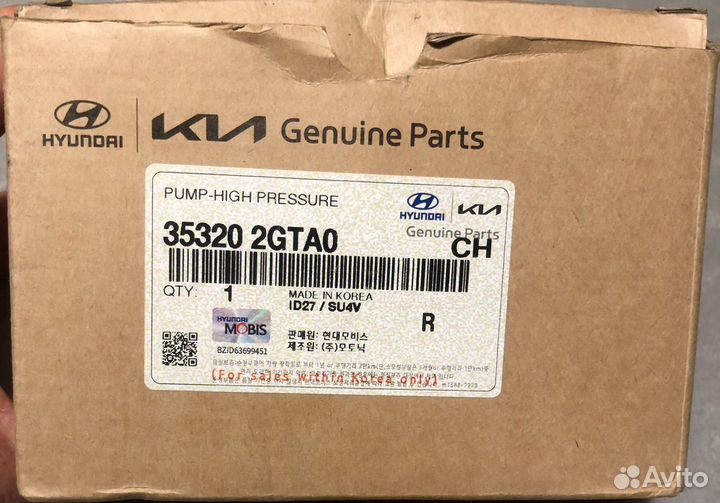 HYUNDAI KIA Genuine Parts
PUMP-HIGH PRESSURE
HYUNDAI KIA
Genuine Parts
35320 2GTA0
CH
QTY: 1
MADE IN KOREA
ID27 / SU4V
R
HYUNDAI
MOBIS
판매원: 현대모비스
제조원: (주)모토닉
BZID63699451
(For sales within Korea only)
Avito